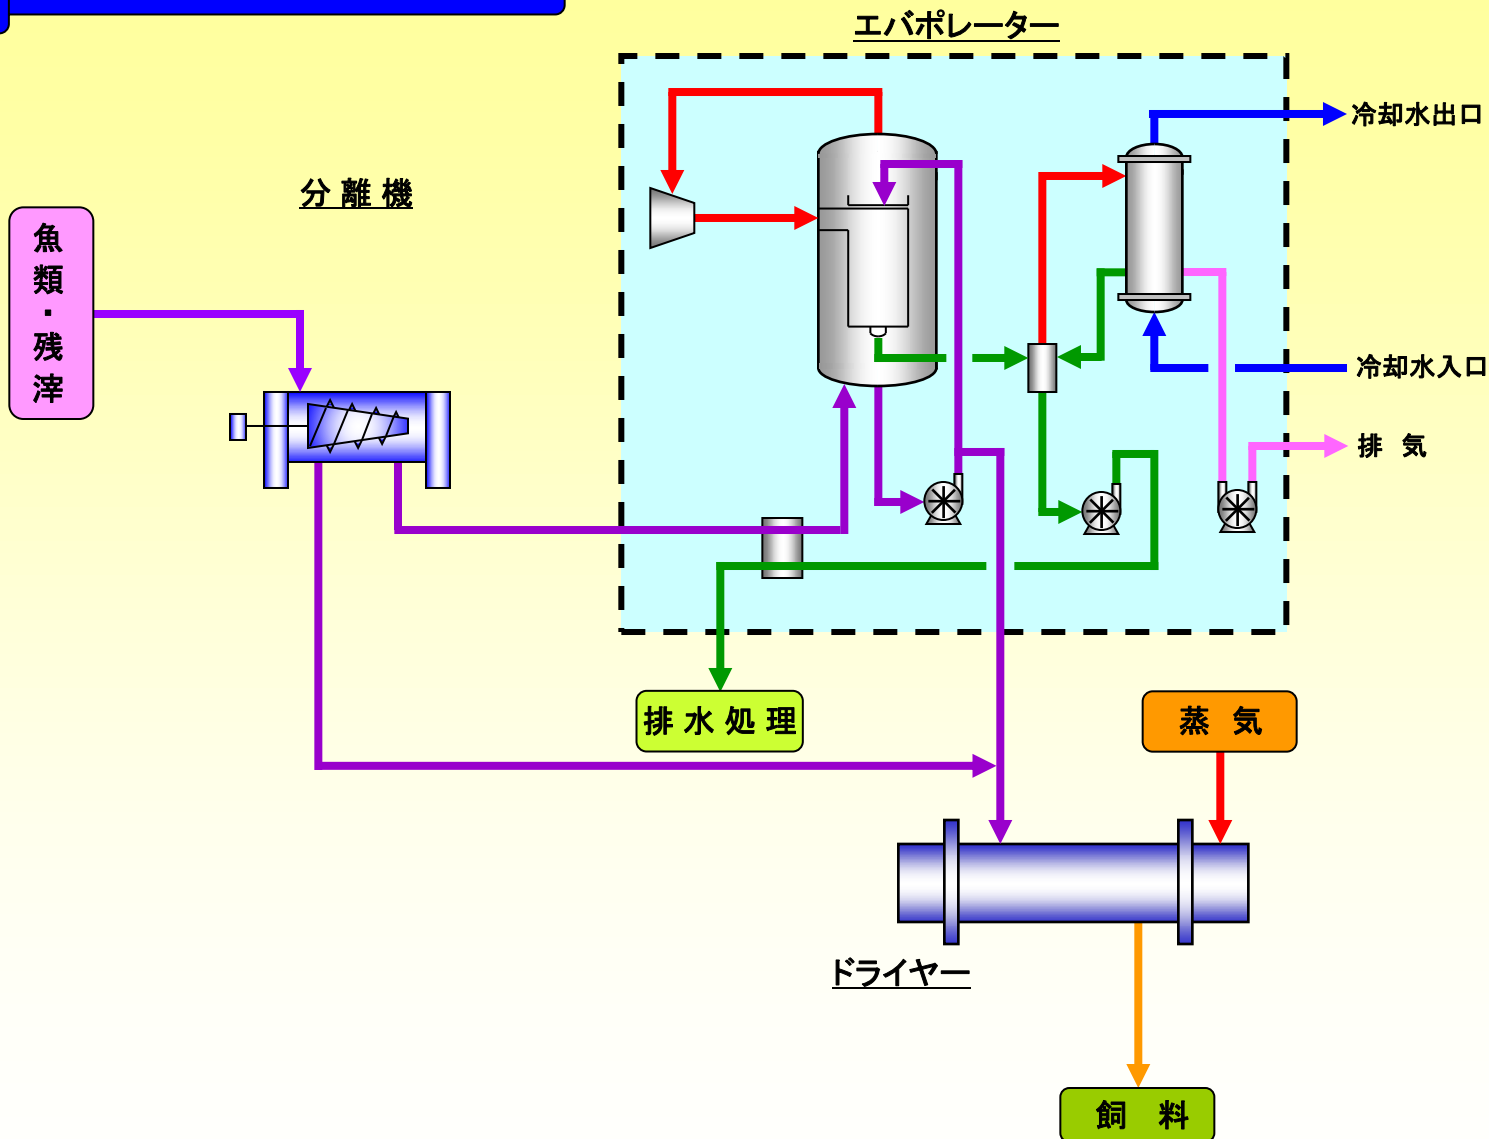 エバポレーター
冷却水出口
分離機
魚類・残滓
冷却水入口
排気
排水処理
蒸気
ドライヤー
飼料